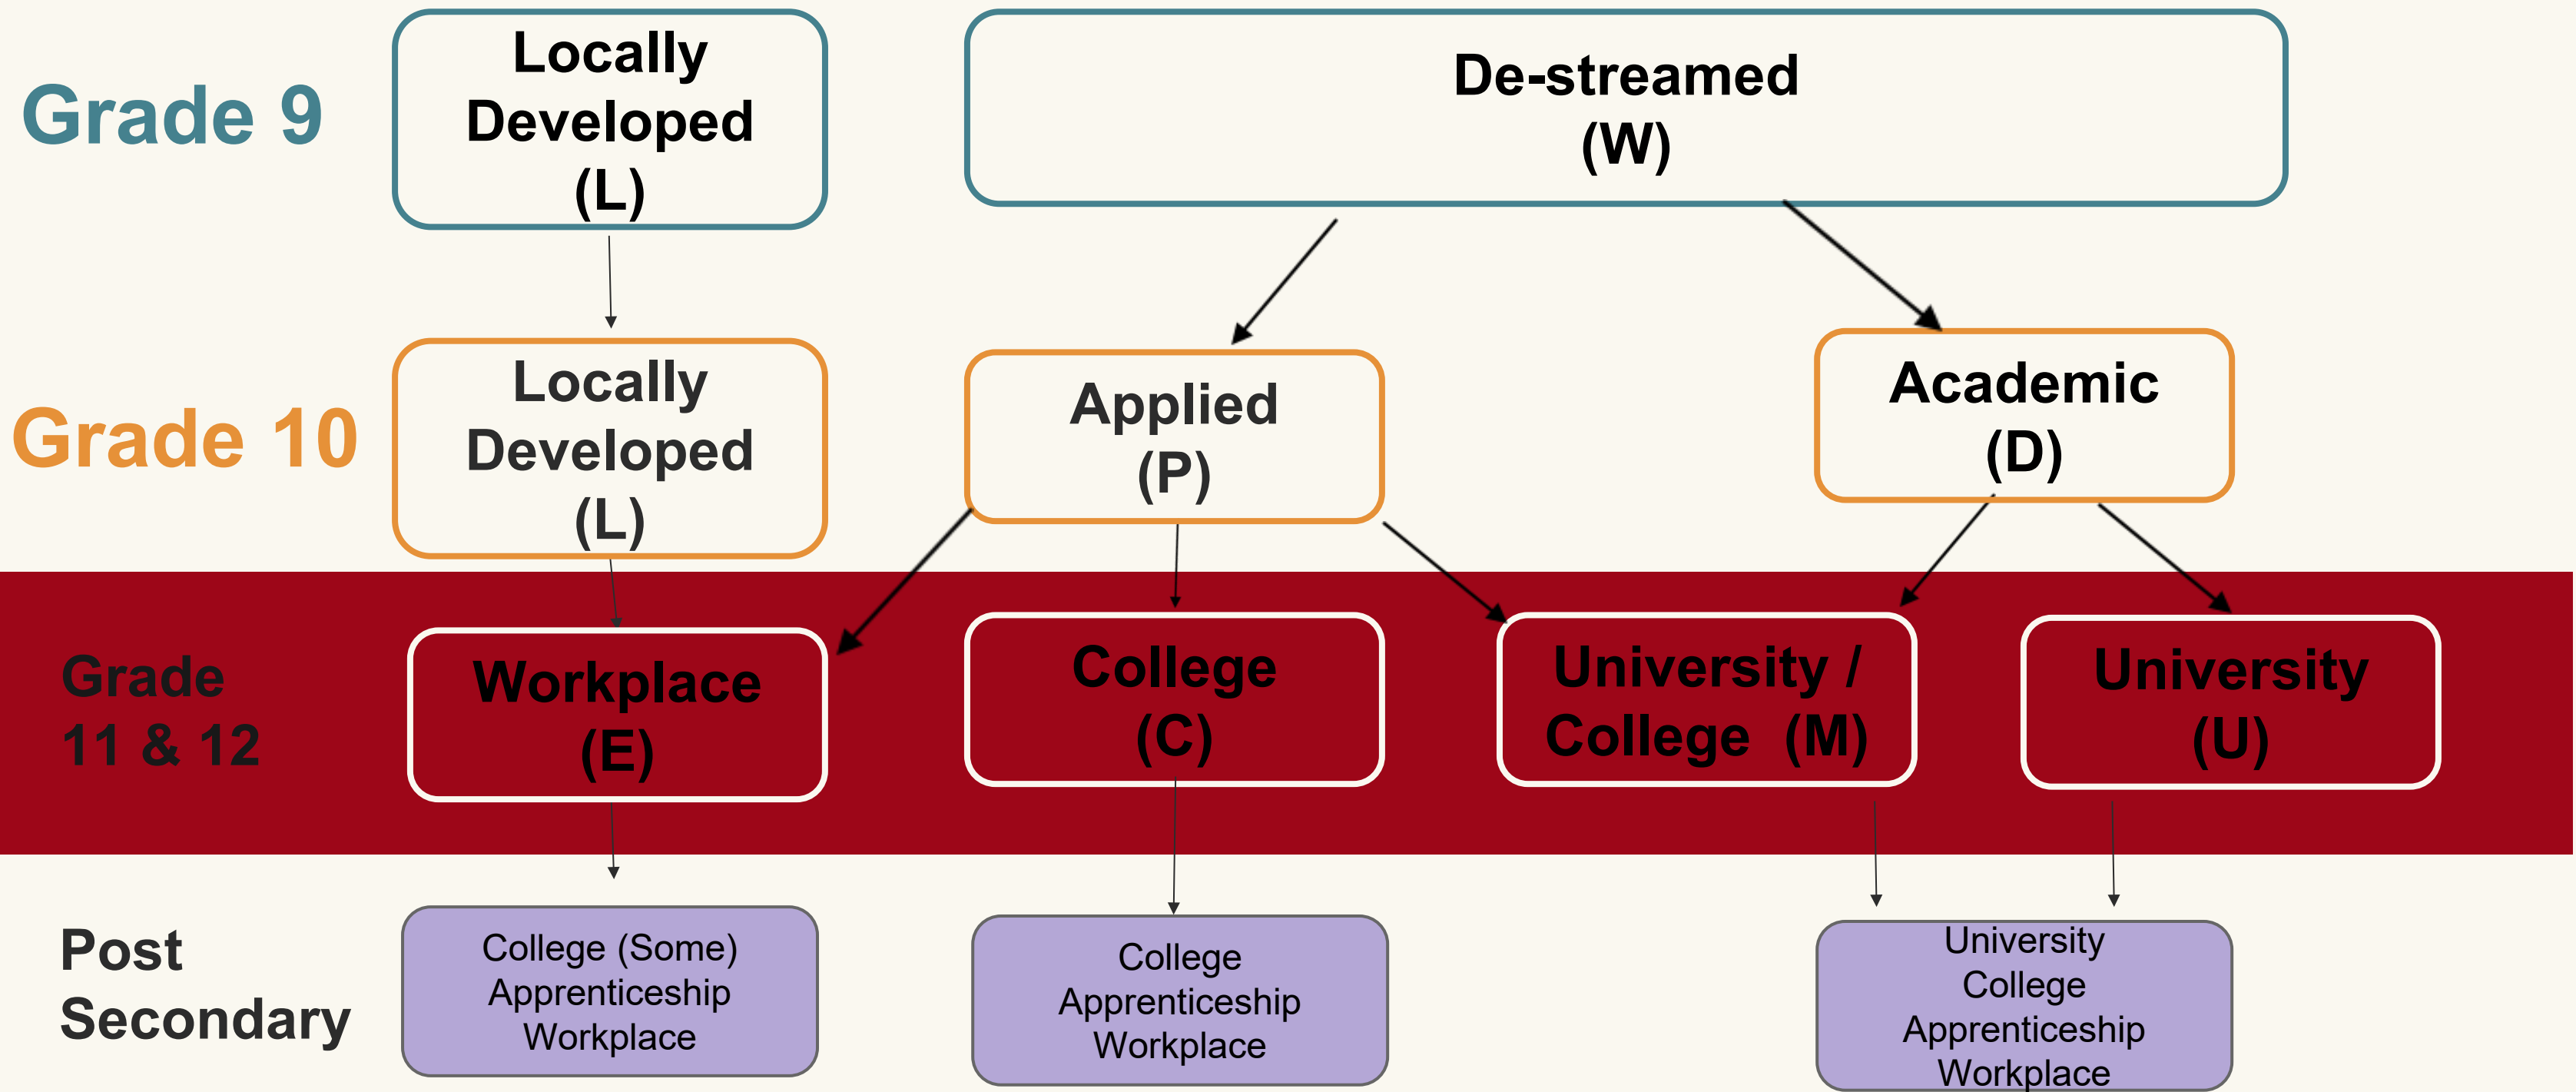 Grade 9
Locally
Developed
(L)
De-streamed
(W)
Grade 10
Locally
Developed
(L)
Applied
(P)
Academic
(D)
Grade
11 & 12
Workplace
(E)
College
(C)
University /
College (M)
University
(U)
Post
Secondary
College (Some)
Apprenticeship
Workplace
College
Apprenticeship
Workplace
University
College
Apprenticeship
Workplace